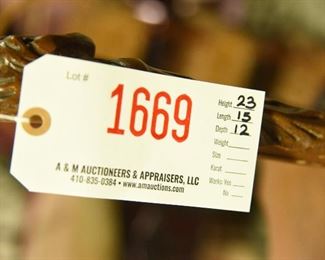 Lot #
1669
Height 23
Length 15
Depth 12
Weight
Size
Karat
Works: Yes
No
A & M AUCTIONEERS & APPRAISERS, LLC
410-835-0384 • www.amauctions.com